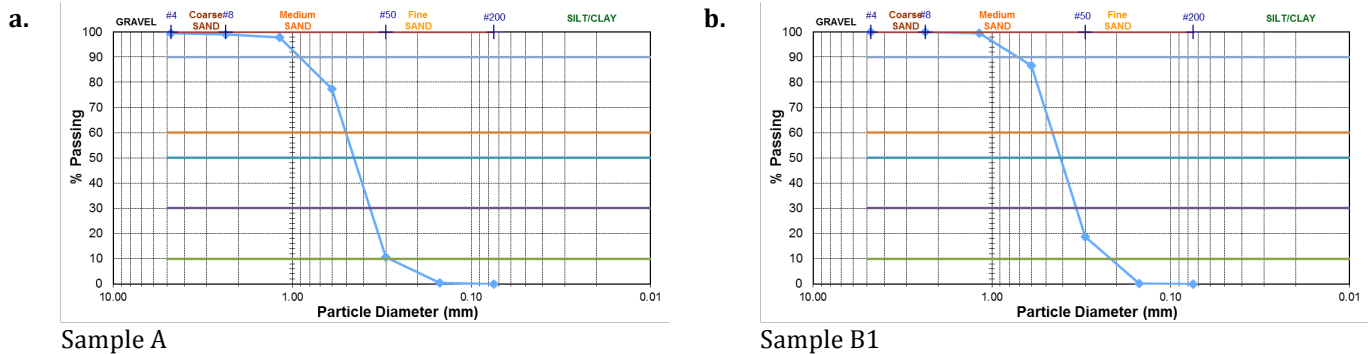 a.
GRAVEL #4 Coarse SAND #8 Medium SAND #50 Fine SAND #200 SILT/CLAY
% Passing
100
90
80
70
60
50
40
30
20
10
0
10.00 1.00 0.10 0.01
Particle Diameter (mm)
Sample A
b.
GRAVEL #4 Coarse SAND #8 Medium SAND #50 Fine SAND #200 SILT/CLAY
% Passing
100
90
80
70
60
50
40
30
20
10
0
10.00 1.00 0.10 0.01
Particle Diameter (mm)
Sample B1